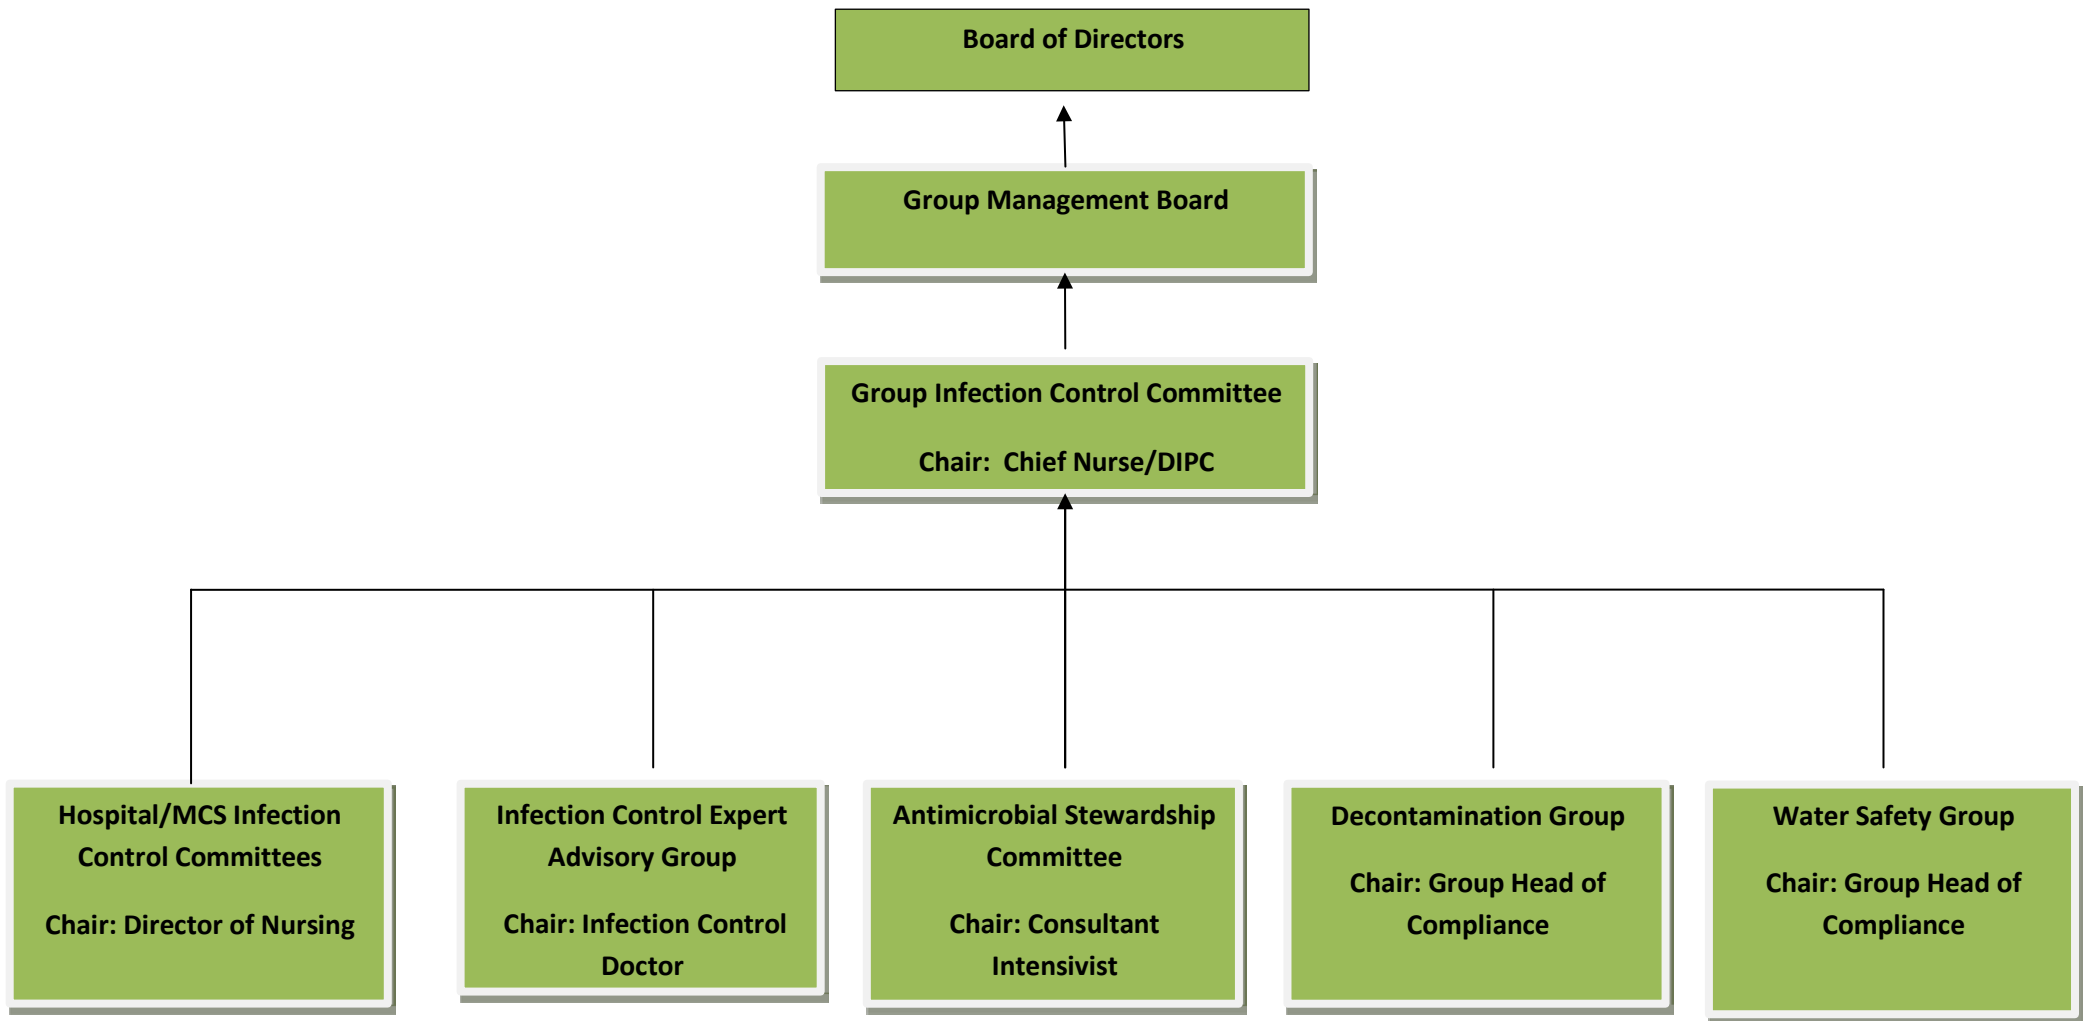 Board of Directors
Group Management Board
Group Infection Control Committee
Chair:  Chief Nurse/DIPC
Hospital/MCS Infection
Control Committees
Chair: Director of Nursing
Infection Control Expert
Advisory Group
Chair: Infection Control
Doctor
Antimicrobial Stewardship
Committee
Chair: Consultant
Intensivist
Decontamination Group
Chair: Group Head of
Compliance
Water Safety Group
Chair: Group Head of
Compliance